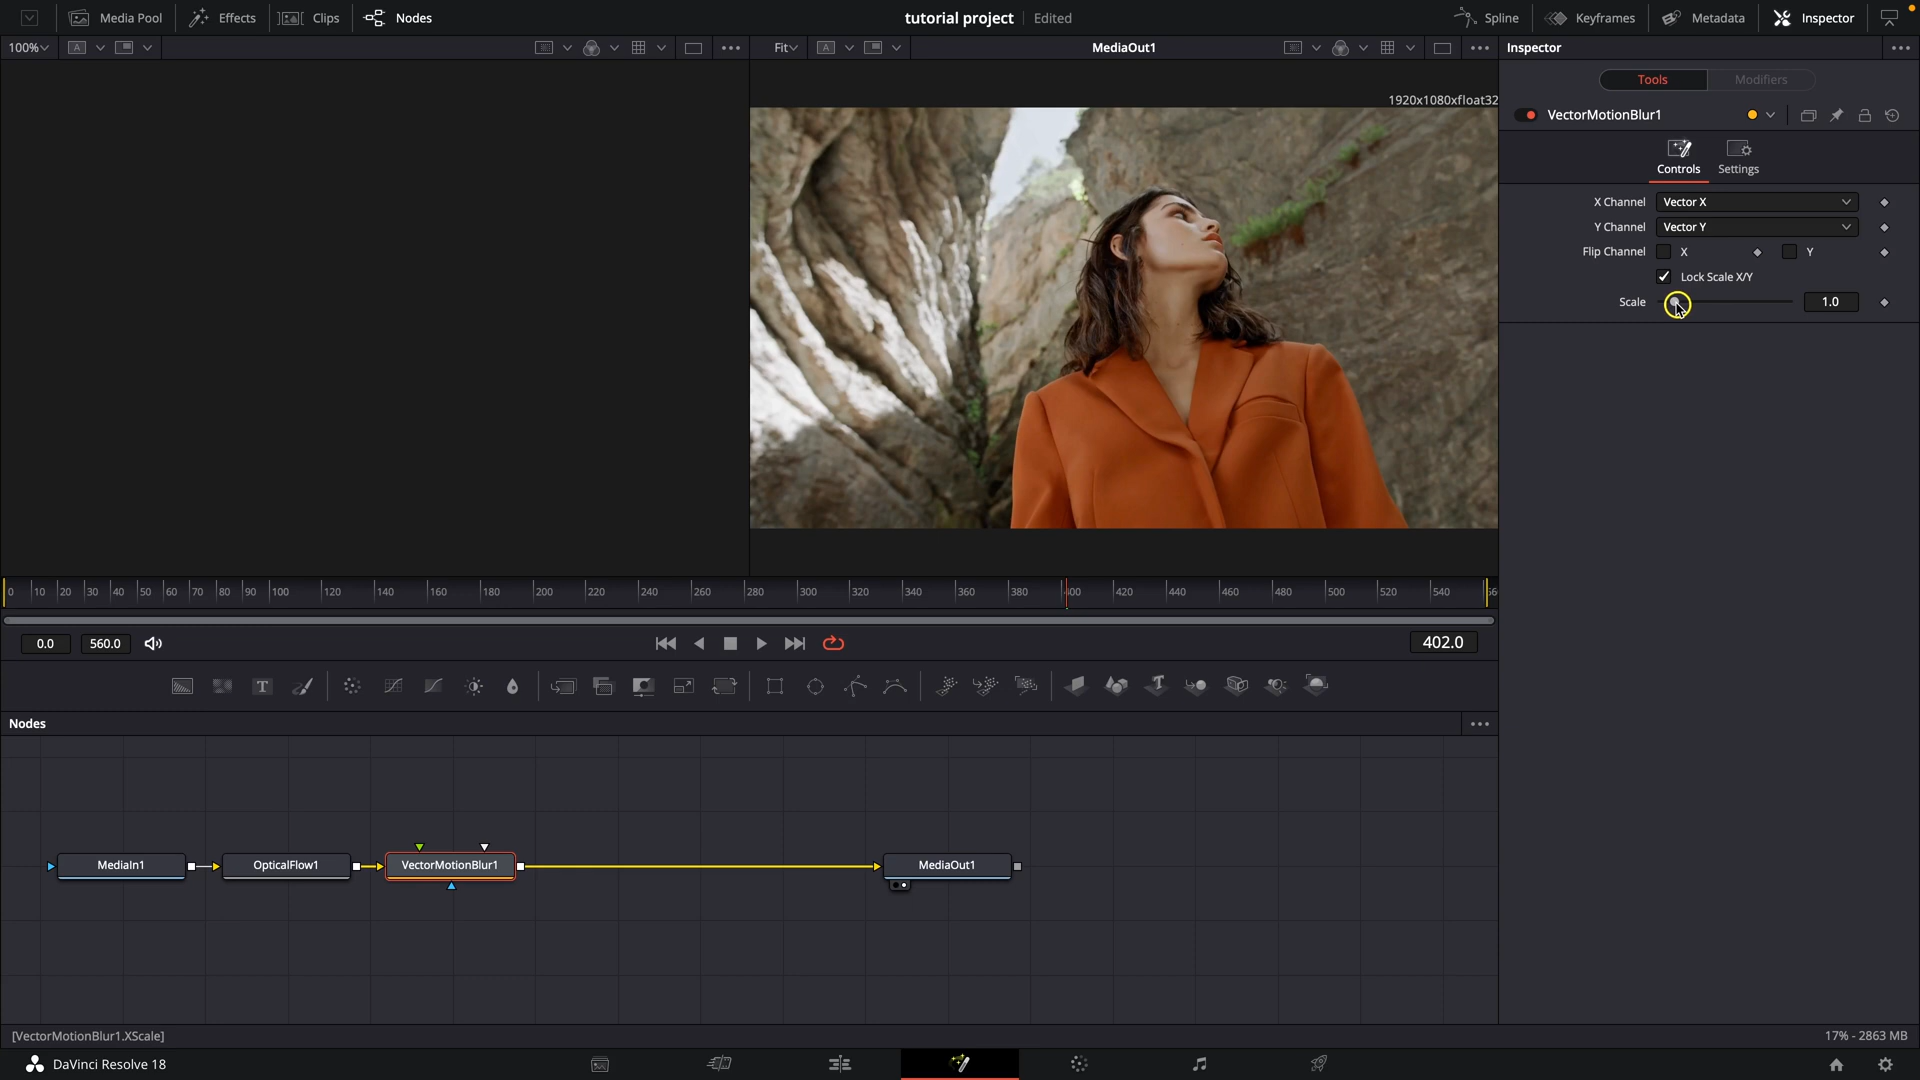 Media Pool Effects Clips Nodes tutorial project Edited Spline Keyframes Metadata Inspector
100% A Fit A MediaOut1 Inspector
Tools Modifiers
1920x1080xfloat32
VectorMotionBlur1
Controls Settings
X Channel Vector X
Y Channel Vector Y
Flip Channel X Y
Lock Scale X/Y
Scale 1.0
0 10 20 30 40 50 60 70 80 90 100 120 140 160 180 200 220 240 260 280 300 320 340 360 380 400 420 440 460 480 500 520 540
0.0 560.0 402.0
T T
Nodes
MediaIn1 OpticalFlow1 VectorMotionBlur1 MediaOut1
[VectorMotionBlur1.XScale] 17% - 2863 MB
DaVinci Resolve 18